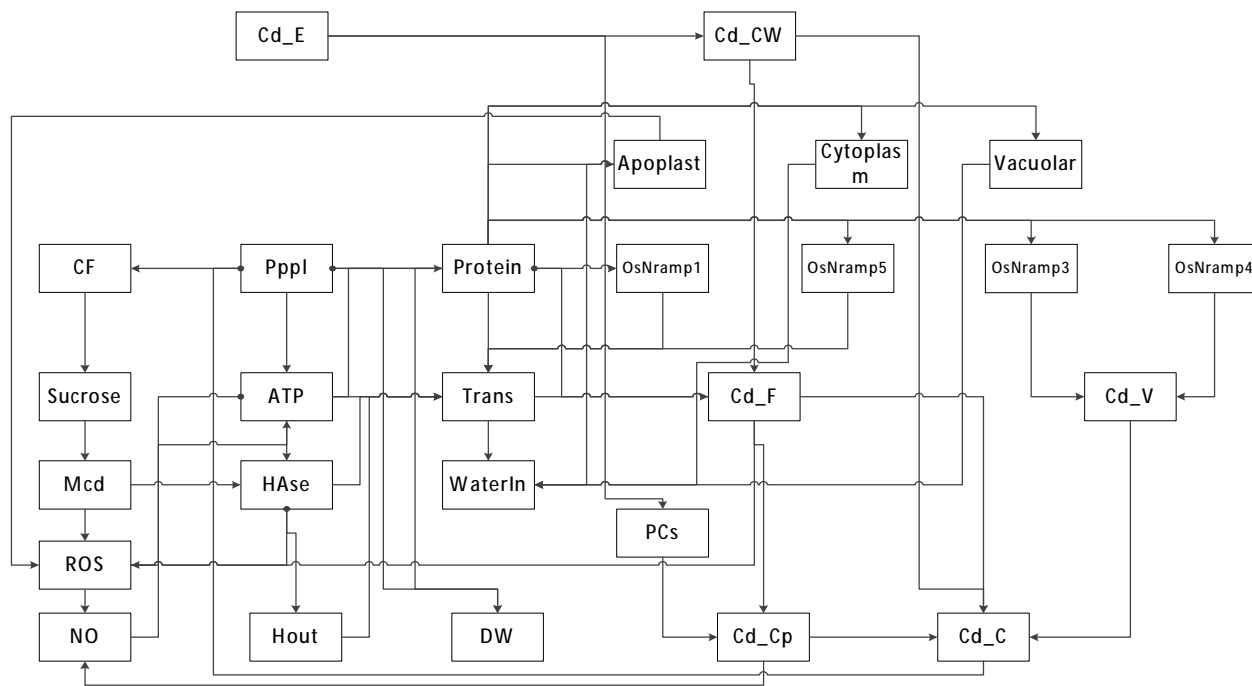 Cd_E
Cd_CW
Apoplast
Cytoplas
m
Vacuolar
CF
PppI
Protein
OsNramp1
OsNramp5
OsNramp3
OsNramp4
Sucrose
ATP
Trans
Cd_F
Cd_V
Mcd
HAse
WaterIn
PCs
ROS
NO
Hout
DW
Cd_Cp
Cd_C